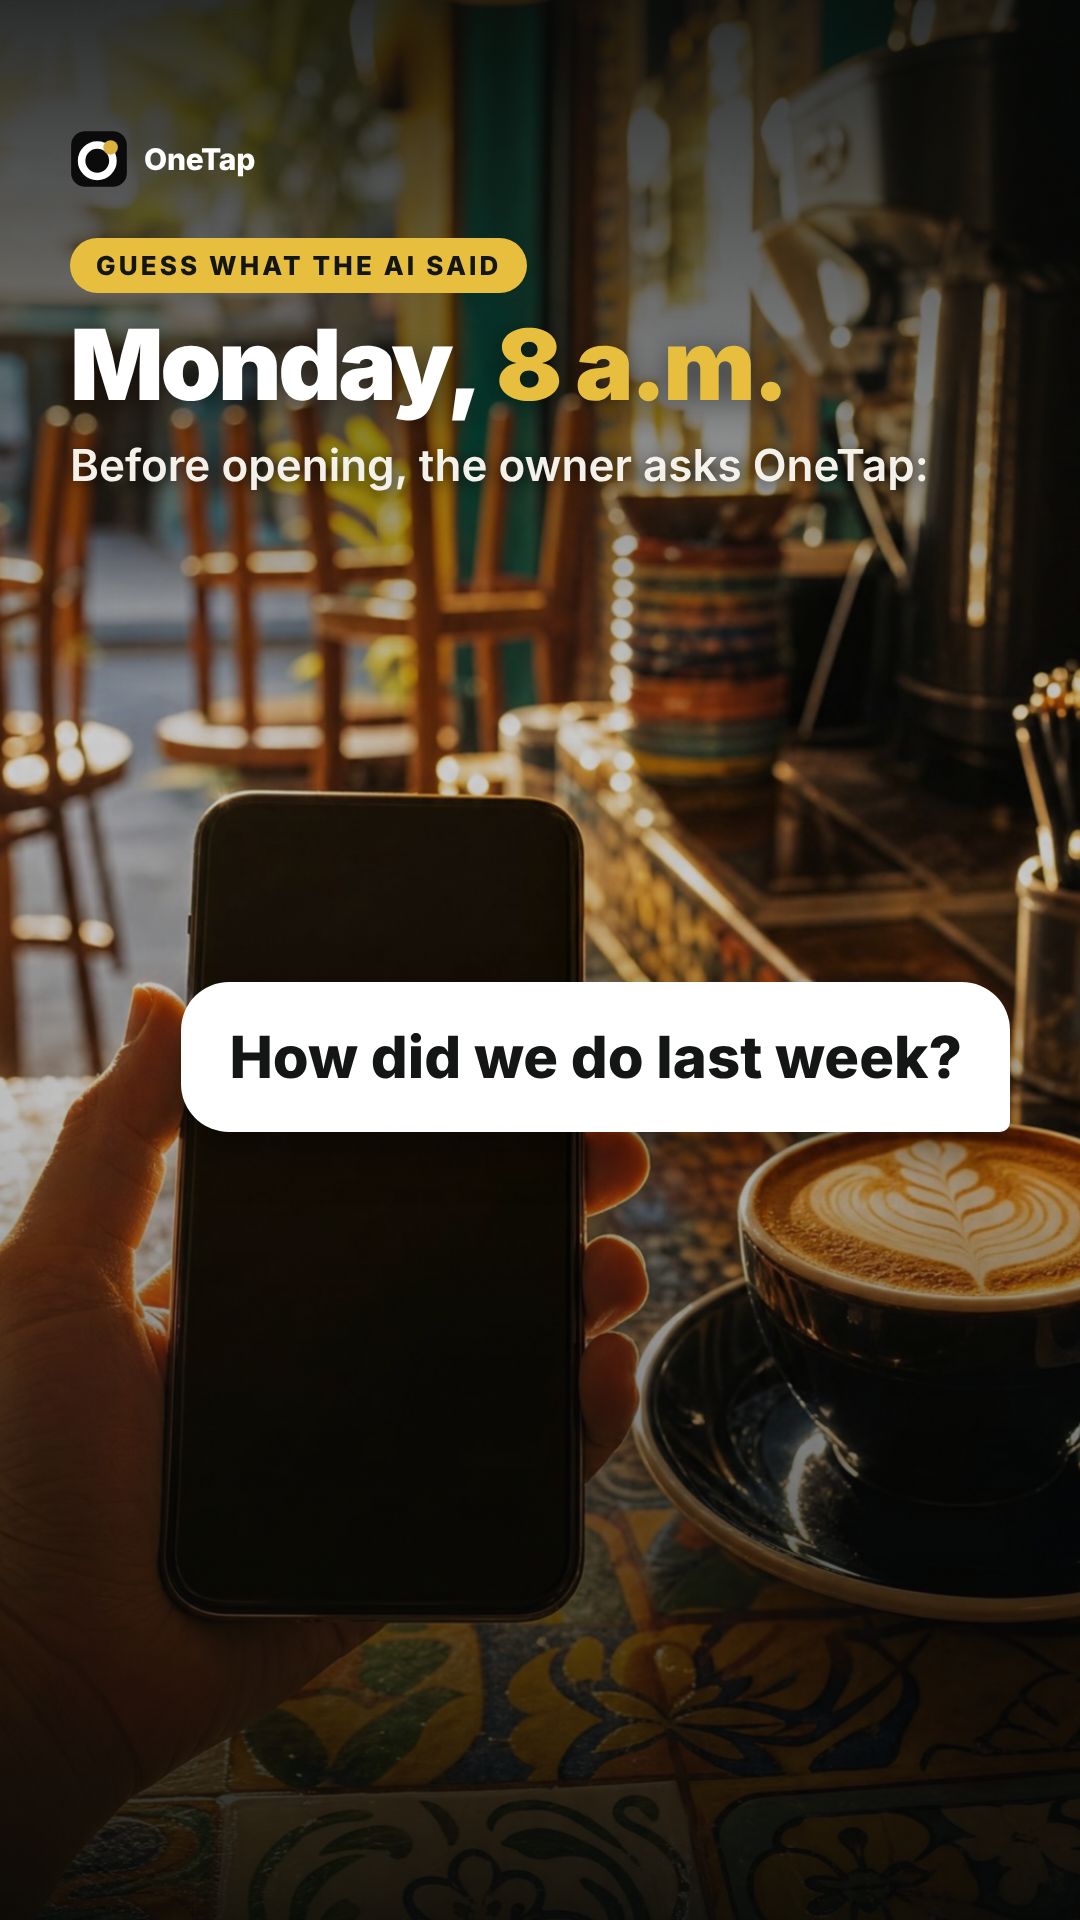 OneTap
GUESS WHAT THE AI SAID
Monday, 8 a.m.
Before opening, the owner asks OneTap:
How did we do last week?